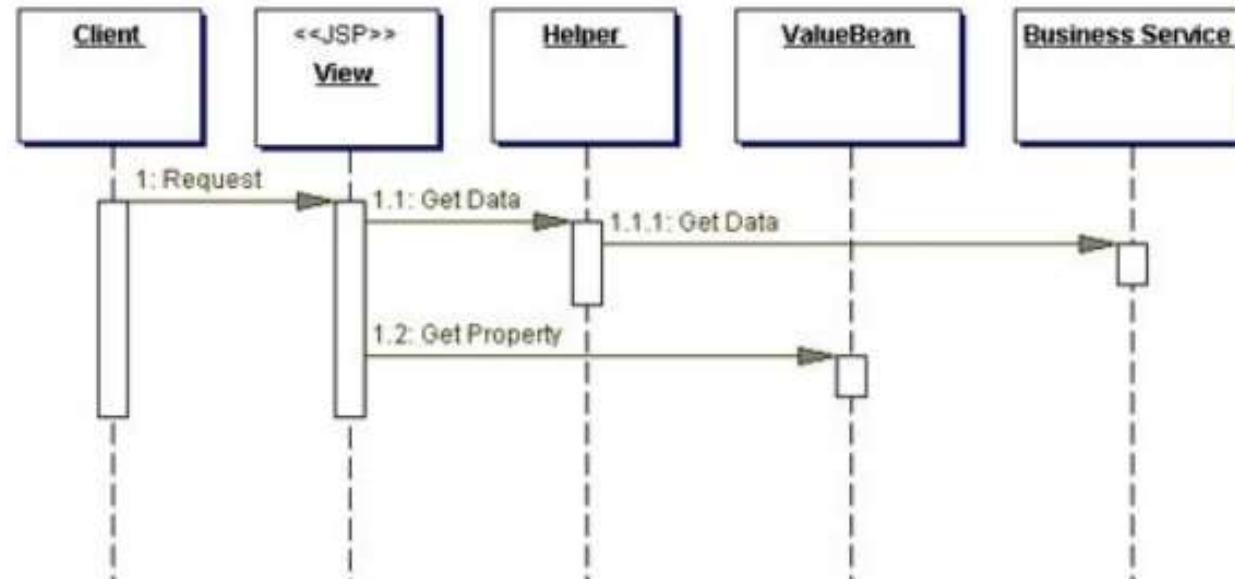 Client
<<JSP>>
View
Helper
ValueBean
Business Service
1: Request
1.1: Get Data
1.1.1: Get Data
1.2: Get Property